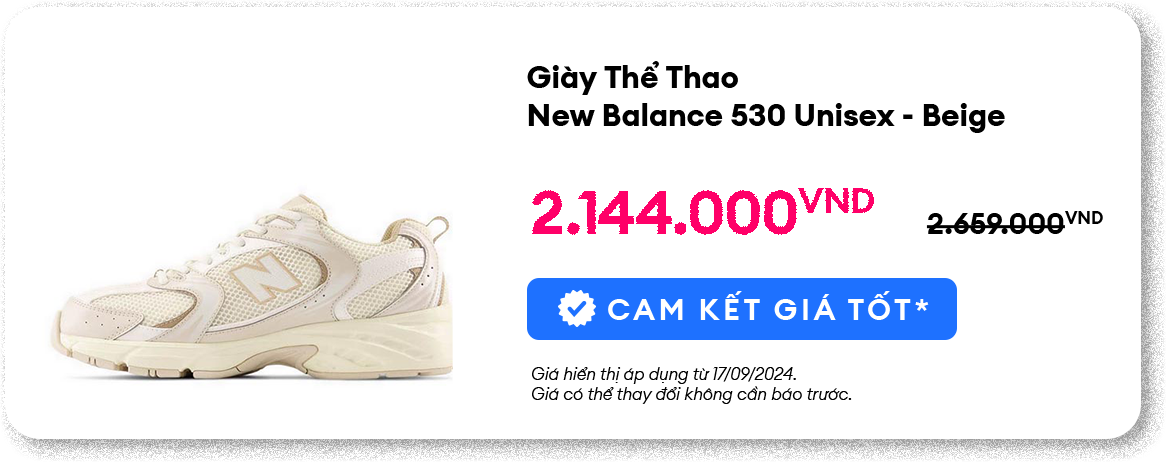 Giày Thể Thao
New Balance 530 Unisex - Beige
2.144.000VND
2.659.000VND
CAM KẾT GIÁ TỐT*
Giá hiển thị áp dụng từ 17/09/2024.
Giá có thể thay đổi không cần báo trước.
N